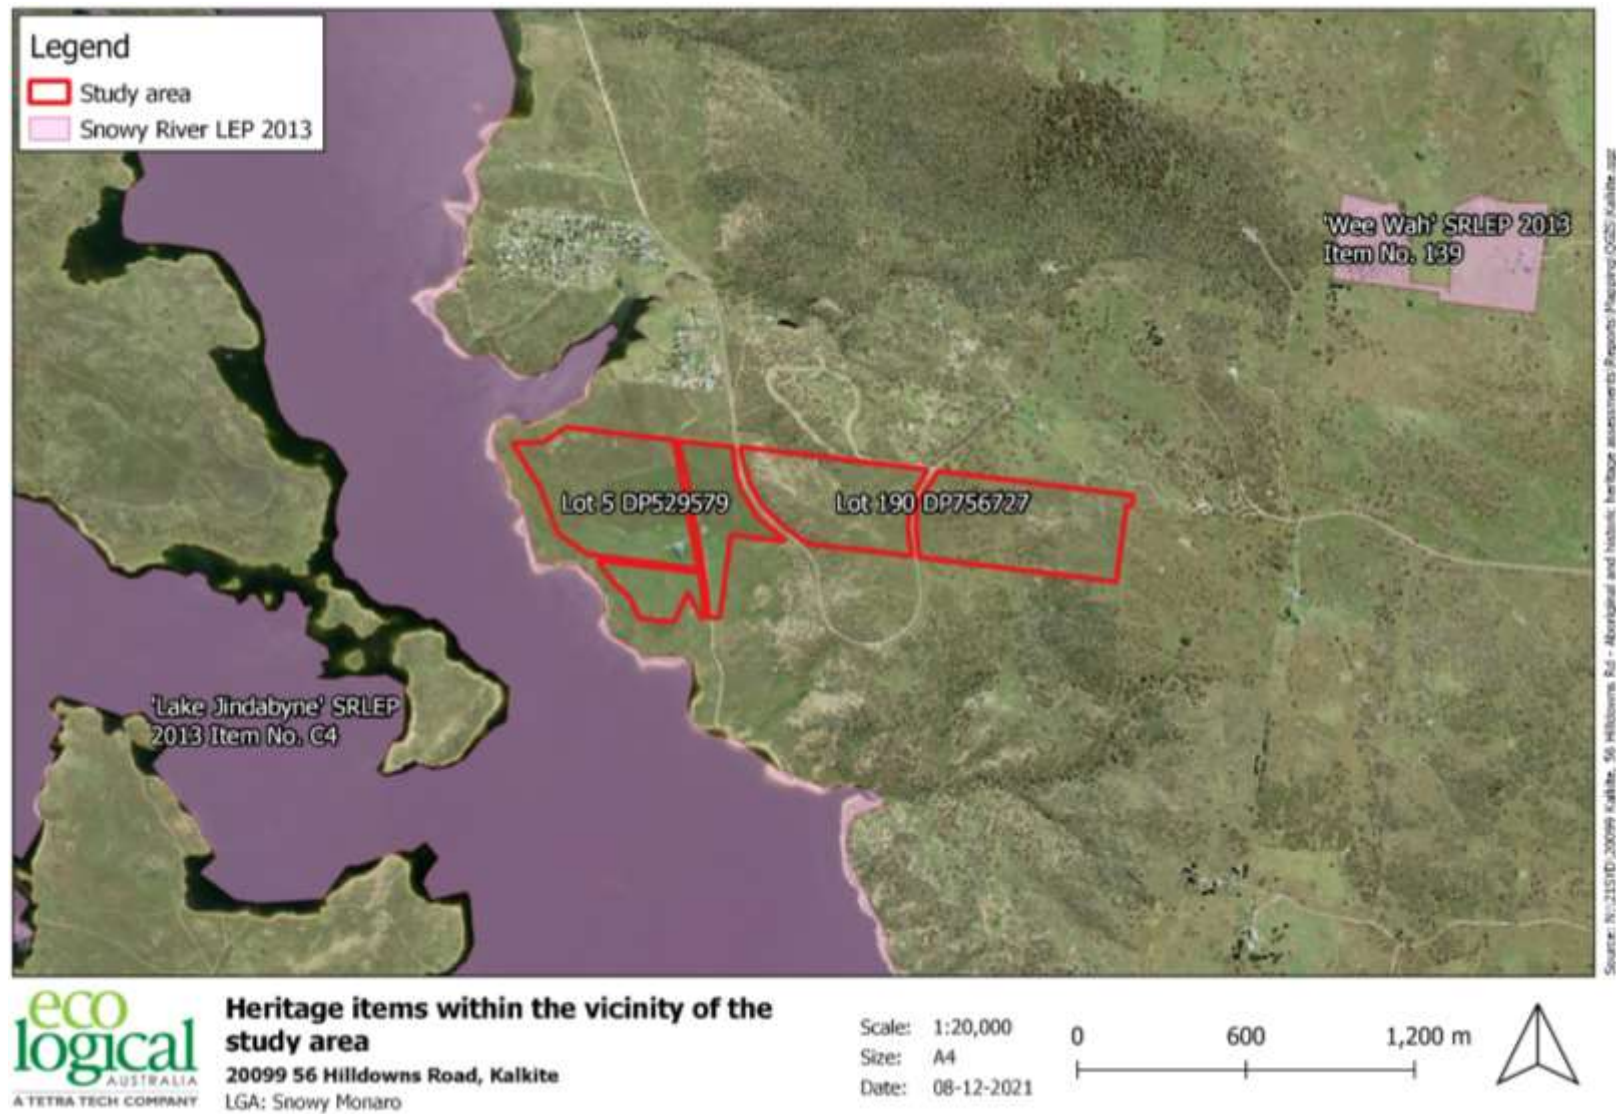 Legend
Study area
Snowy River LEP 2013
'Wee Wah' SRLEP 2013
Item No. 139
Lot 5 DP529579
Lot 190 DP756727
'Lake Jindabyne' SRLEP
2013 Item No. C4
eco
logical
AUSTRALIA
A TETRA TECH COMPANY
Heritage items within the vicinity of the
study area
20099 56 Hilldowns Road, Kalkite
LGA: Snowy Monaro
Scale: 1:20,000
Size: A4
Date: 08-12-2021
0 600 1,200 m